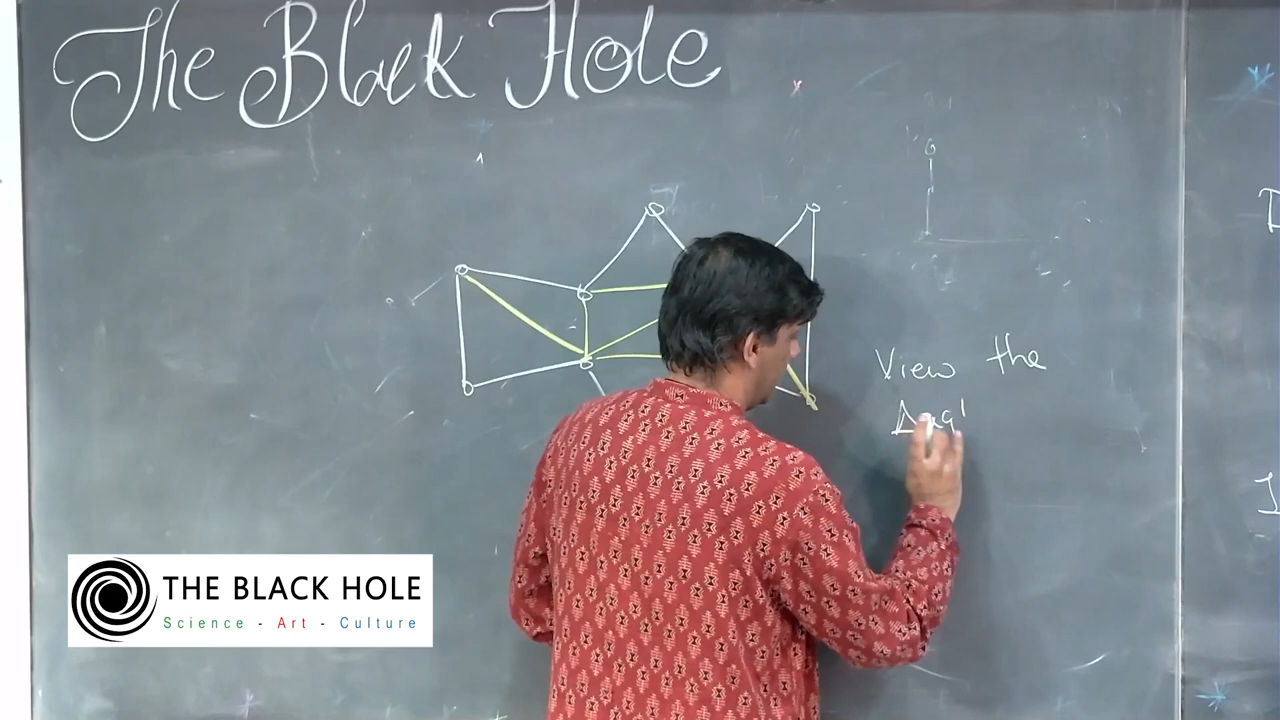 The Black Hole
View the
THE BLACK HOLE
Science - Art - Culture